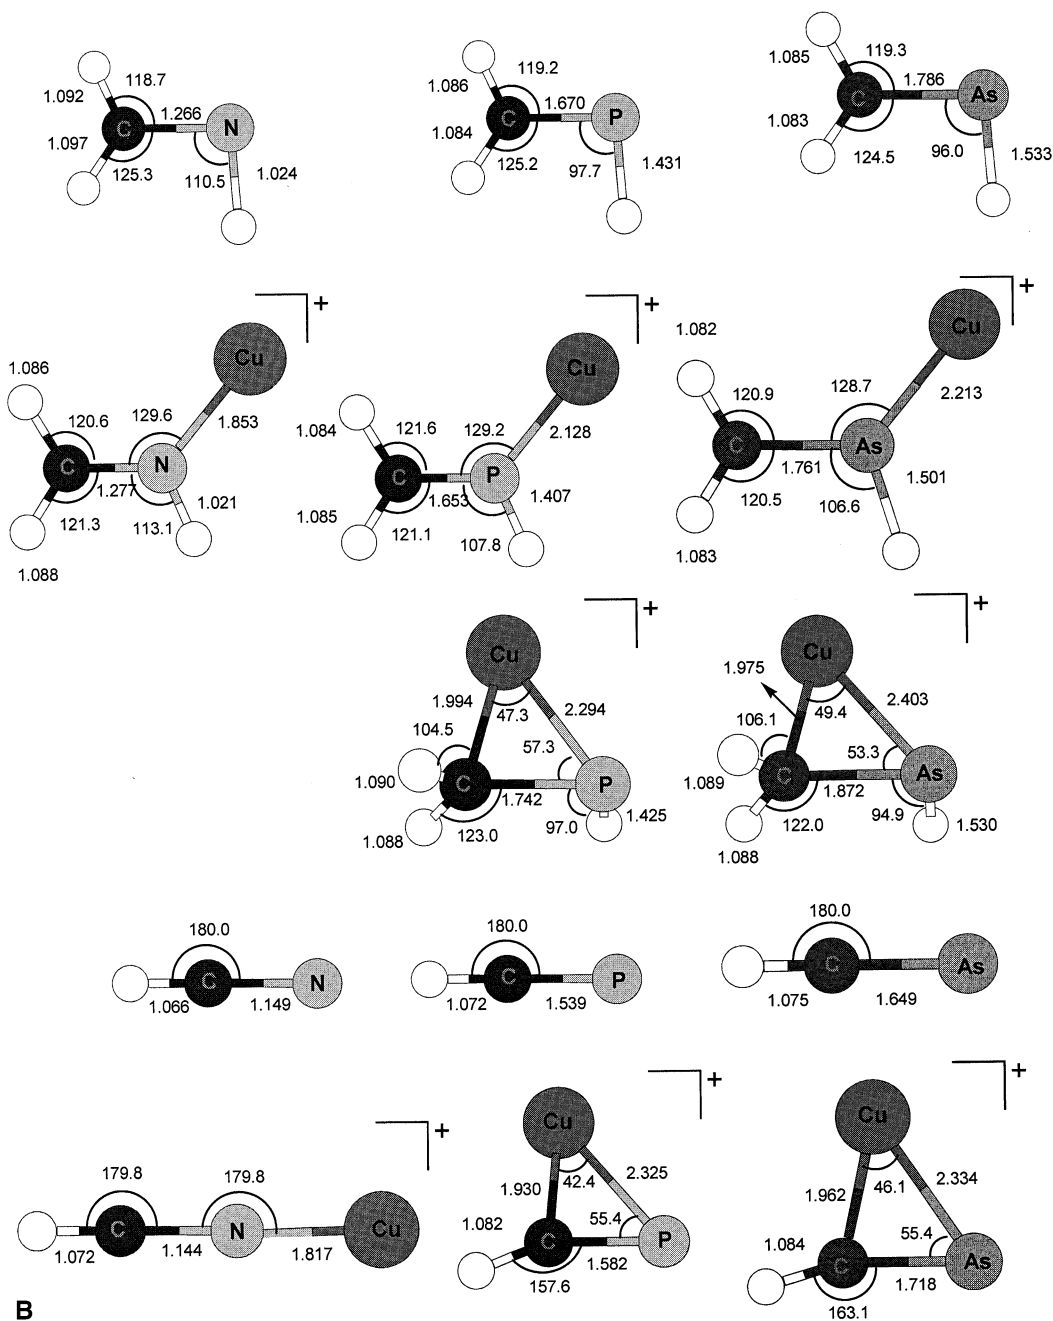 118.7 1.092 1.266 C N 1.097 125.3 110.5 1.024
119.2 1.086 1.670 C P 1.084 125.2 97.7 1.431
119.3 1.085 1.786 C As 1.083 124.5 96.0 1.533
+ Cu 1.086 120.6 129.6 1.853 C N 1.277 1.021 121.3 113.1 1.088
+ Cu 1.084 121.6 129.2 2.128 C P 1.653 1.407 1.085 121.1 107.8
+ Cu 1.082 120.9 128.7 2.213 C As 1.761 1.501 120.5 106.6 1.083
+ Cu 1.994 47.3 2.294 104.5 57.3 1.090 C P 1.742 1.425 1.088 123.0 97.0
+ Cu 1.975 49.4 2.403 106.1 53.3 1.089 C As 1.872 1.530 122.0 94.9 1.088
180.0 C N 1.066 1.149
180.0 C P 1.072 1.539
180.0 C As 1.075 1.649
+ 179.8 179.8 C N Cu 1.072 1.144 1.817
+ Cu 1.930 42.4 2.325 1.082 55.4 C P 1.582 157.6
+ Cu 1.962 46.1 2.334 1.084 55.4 C As 1.718 163.1
B